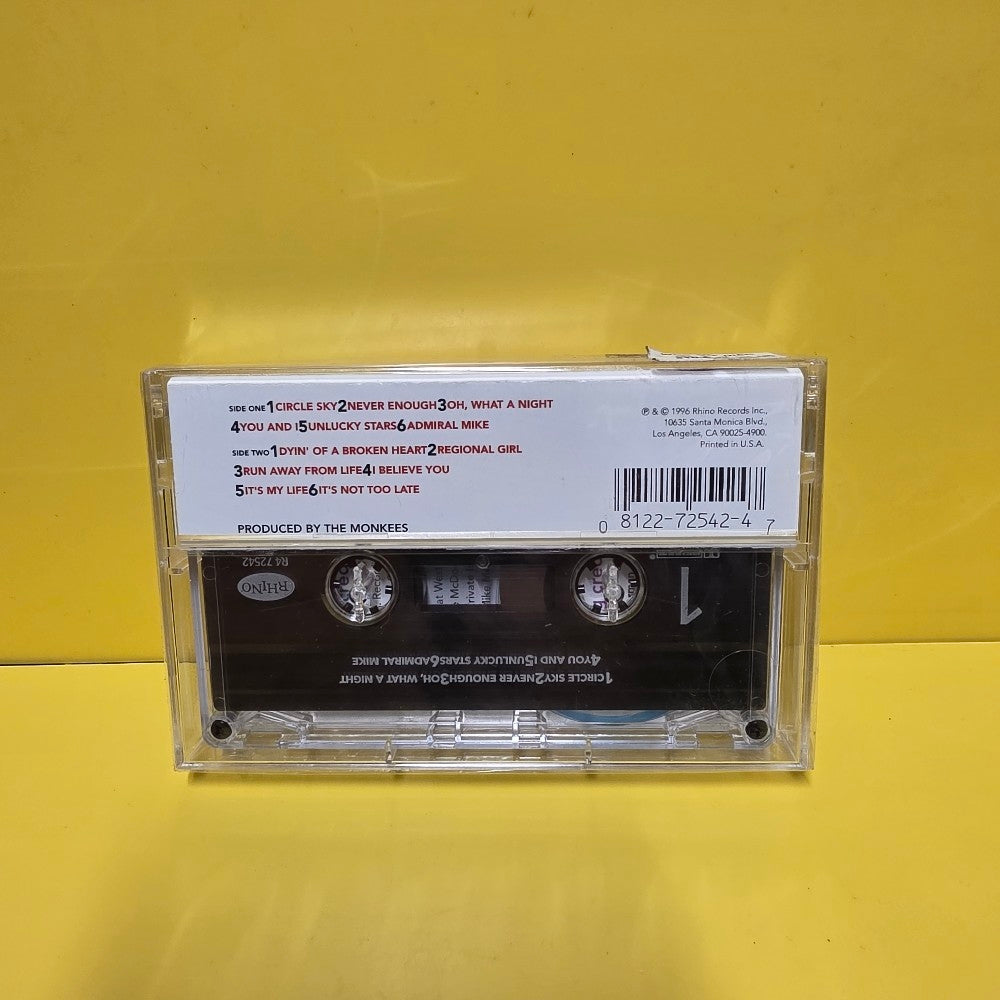 SIDE ONE 1 CIRCLE SKY 2 NEVER ENOUGH 3 OH, WHAT A NIGHT
4 YOU AND I 5 UNLUCKY STARS 6 ADMIRAL MIKE
SIDE TWO 1 DYIN' OF A BROKEN HEART 2 REGIONAL GIRL
3 RUN AWAY FROM LIFE 4 I BELIEVE YOU
5 IT'S MY LIFE 6 IT'S NOT TOO LATE
PRODUCED BY THE MONKEES
℗ & © 1996 Rhino Records Inc.,
10635 Santa Monica Blvd.,
Los Angeles, CA 90025-4900.
Printed in U.S.A.
0 8122-72542-4 7
R4 72542
RHINO
1
1 CIRCLE SKY 2 NEVER ENOUGH 3 OH, WHAT A NIGHT
4 YOU AND I 5 UNLUCKY STARS 6 ADMIRAL MIKE